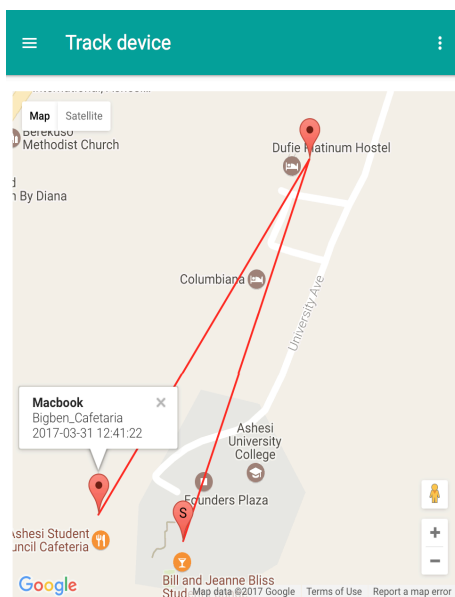 Track device
Map Satellite
Methodist Church
Dufie Platinum Hostel
n By Diana
Columbiana
University Ave
Macbook
Bigben_Cafetaria
2017-03-31 12:41:22
Ashesi
University
College
Founders Plaza
S
Ashesi Student
uncil Cafeteria
Bill and Jeanne Bliss
Google
Map data ©2017 Google Terms of Use Report a map error